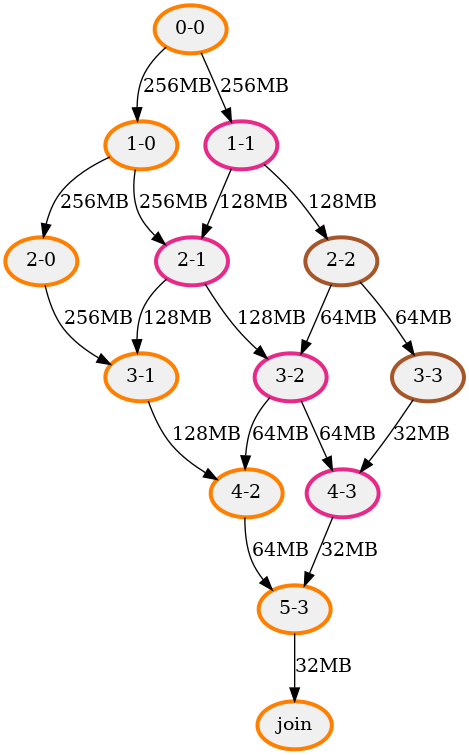 0-0
256MB 256MB
1-0 1-1
256MB 256MB 128MB 128MB
2-0 2-1 2-2
256MB 128MB 128MB 64MB 64MB
3-1 3-2 3-3
128MB 64MB 64MB 32MB
4-2 4-3
64MB 32MB
5-3
32MB
join